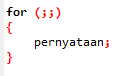 for (;;)
{
    pernyataan;
}